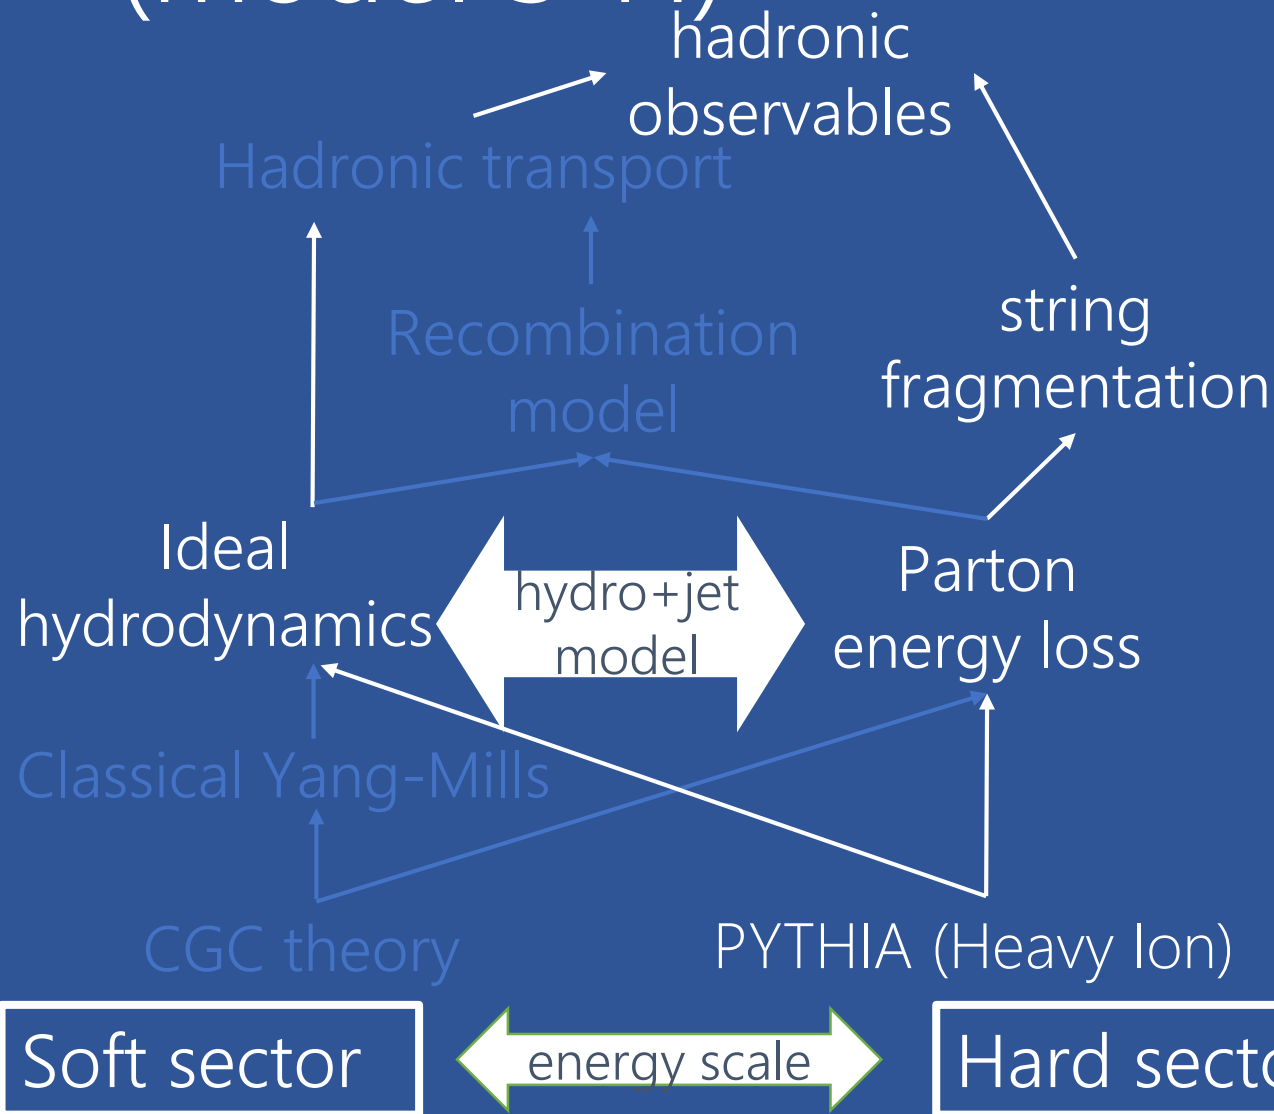 hadronic
observables
Hadronic transport
Recombination
model
string
fragmentation
Ideal
hydrodynamics
hydro+jet
model
Parton
energy loss
Classical Yang-Mills
CGC theory
PYTHIA (Heavy Ion)
Soft sector
energy scale
Hard secto